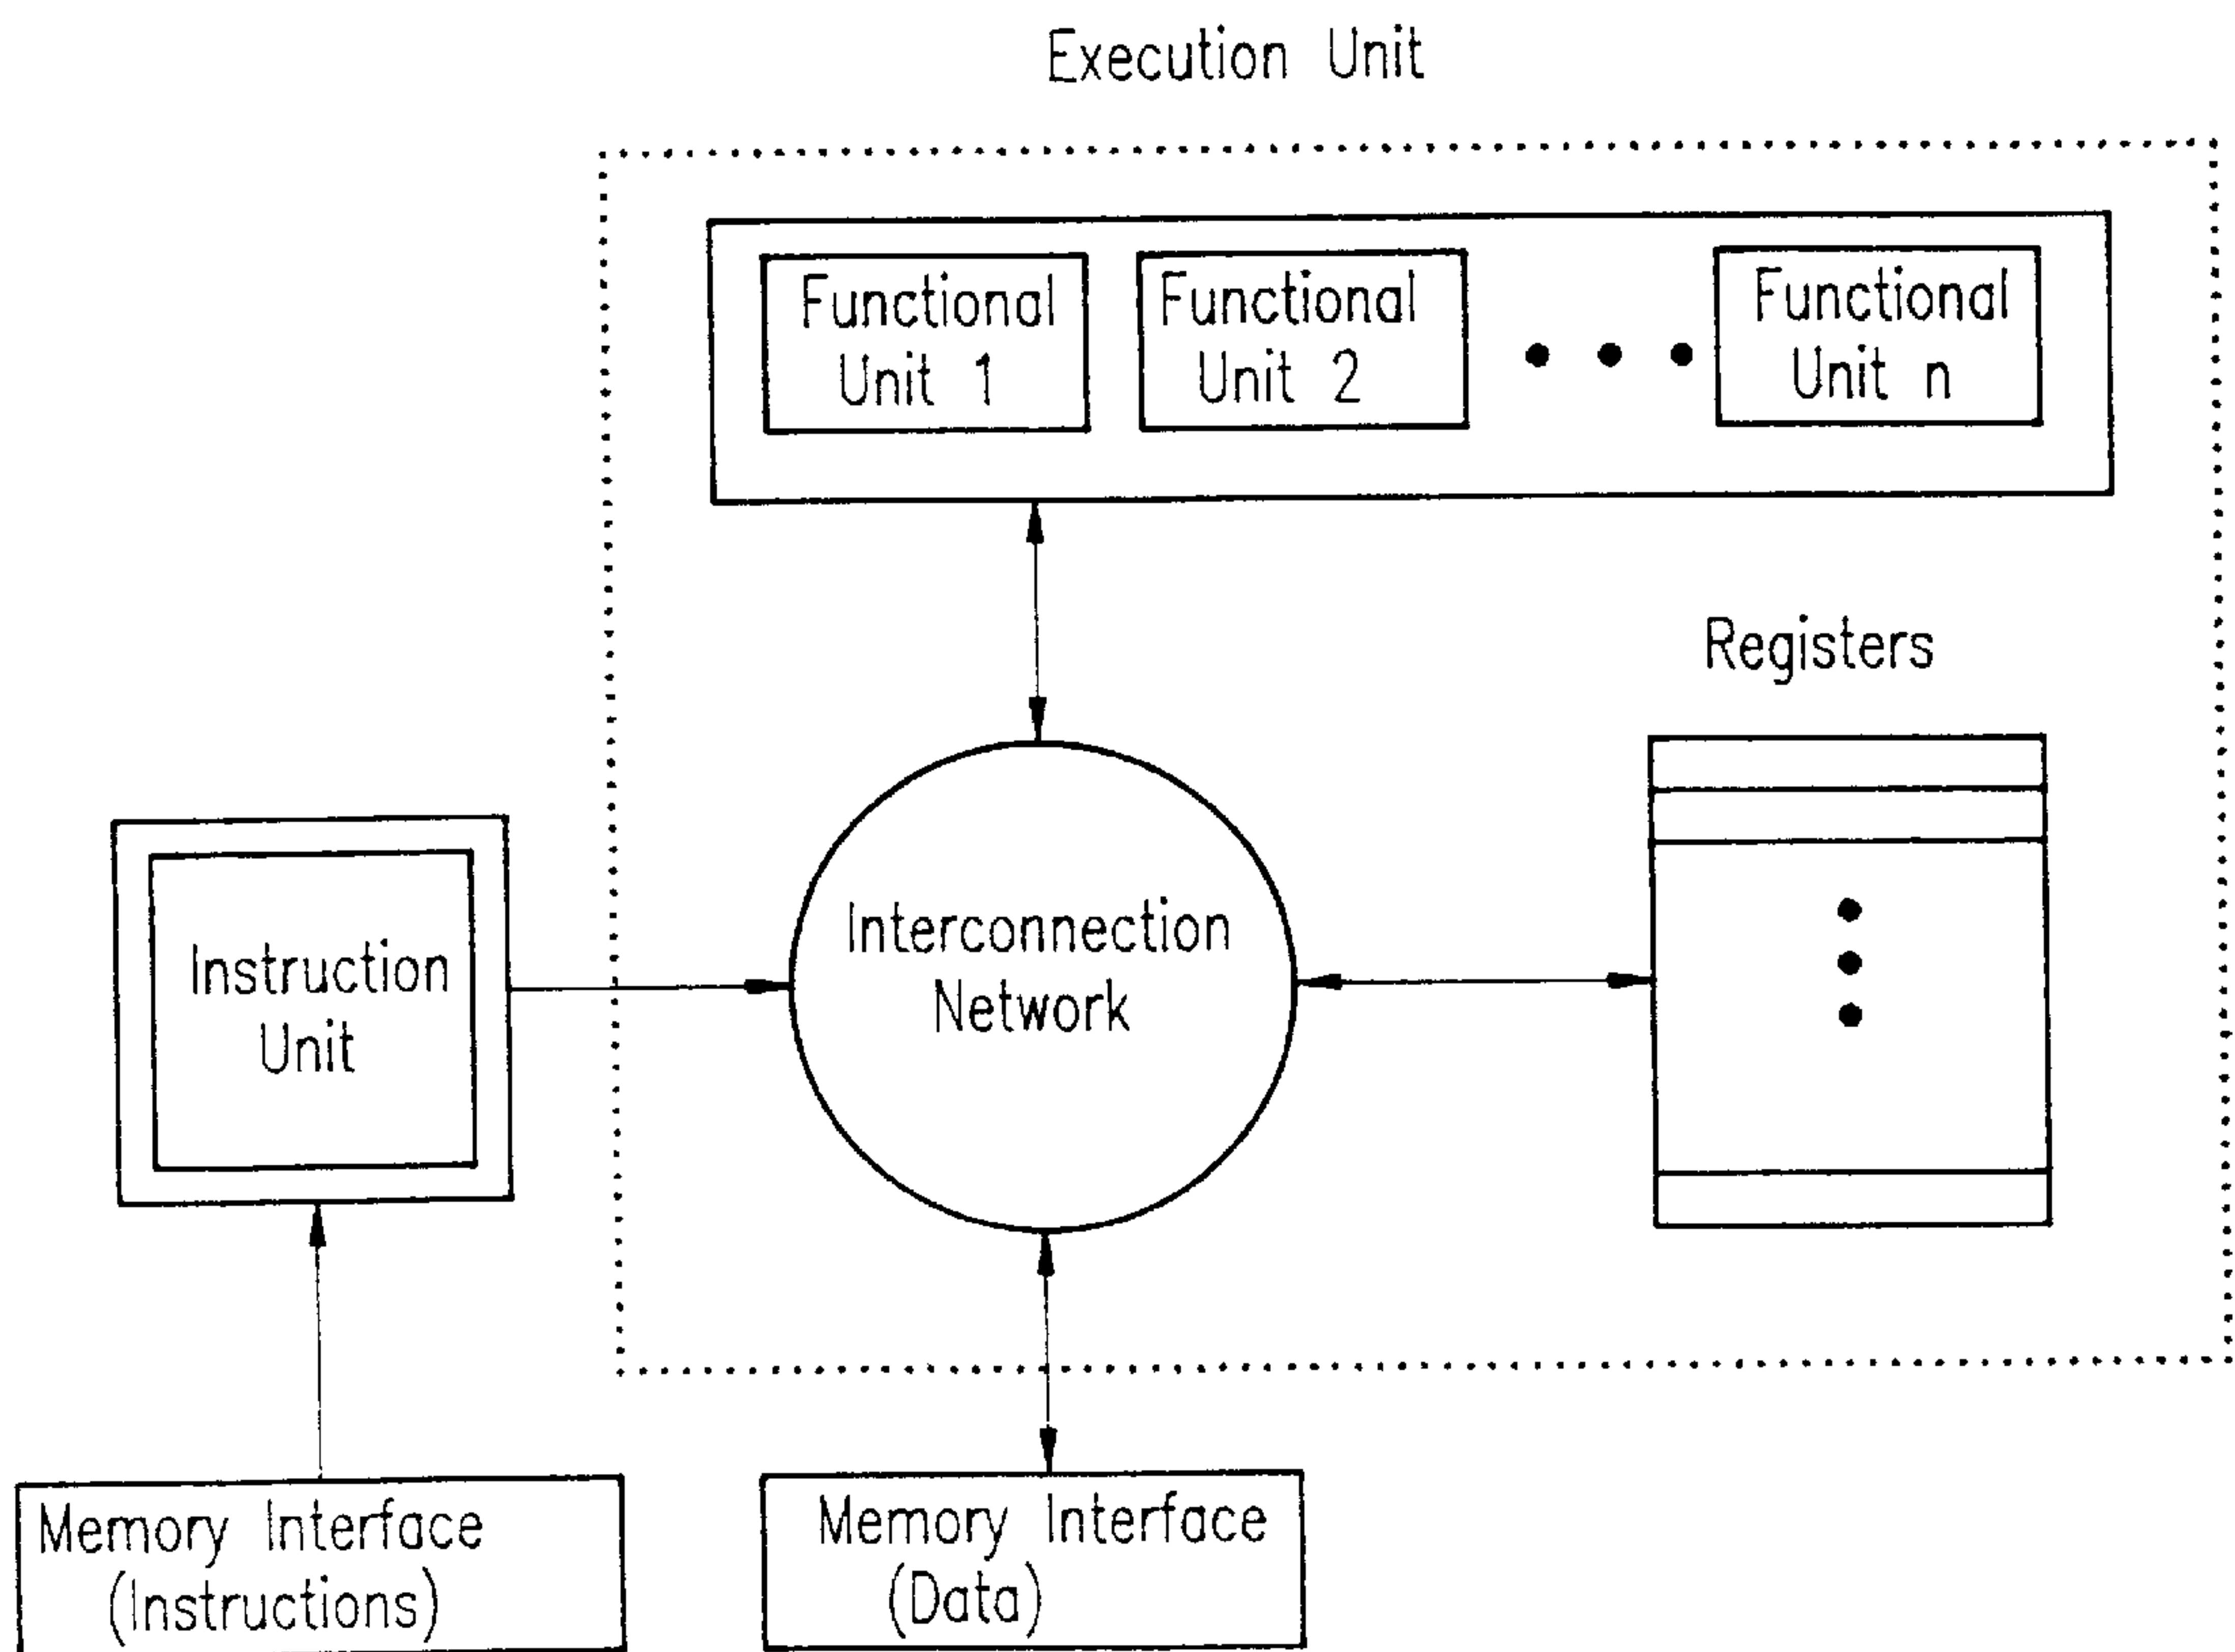 Execution Unit
Functional
Unit 1
Functional
Unit 2
Functional
Unit n
Registers
Instruction
Unit
Interconnection
Network
Memory Interface
(Instructions)
Memory Interface
(Data)